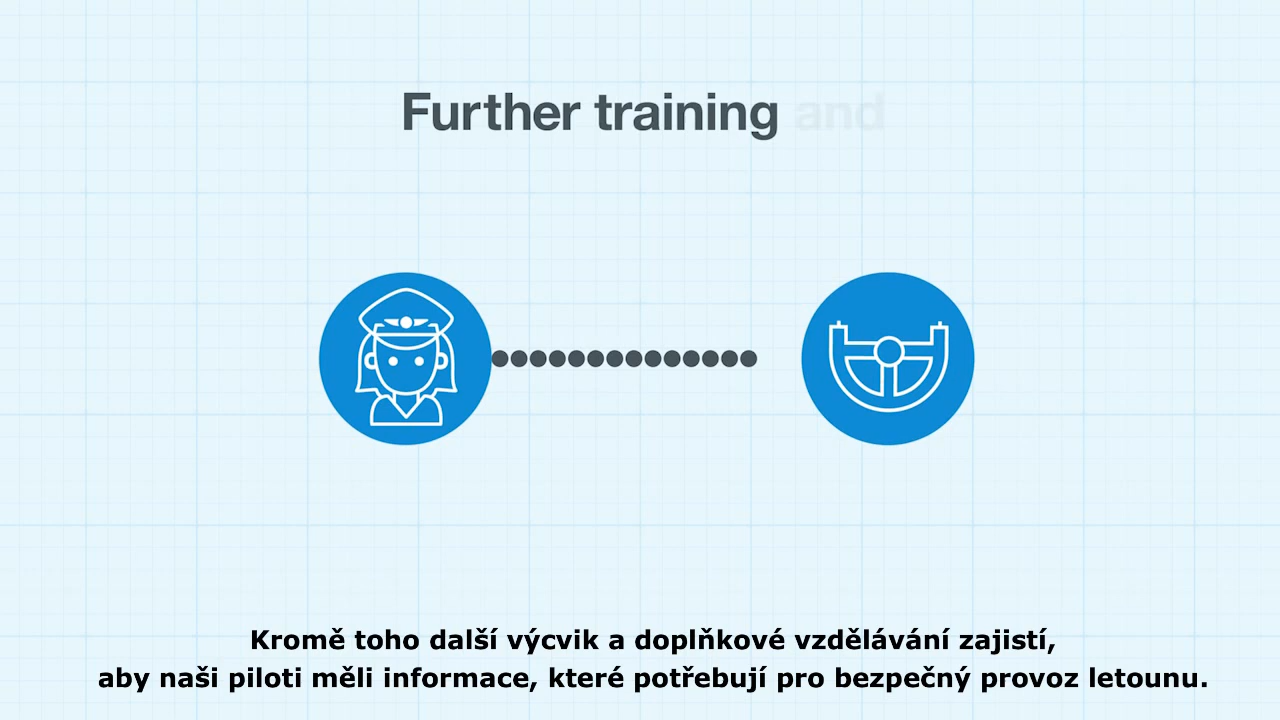 Further training and
Kromě toho další výcvik a doplňkové vzdělávání zajistí,
aby naši piloti měli informace, které potřebují pro bezpečný provoz letounu.